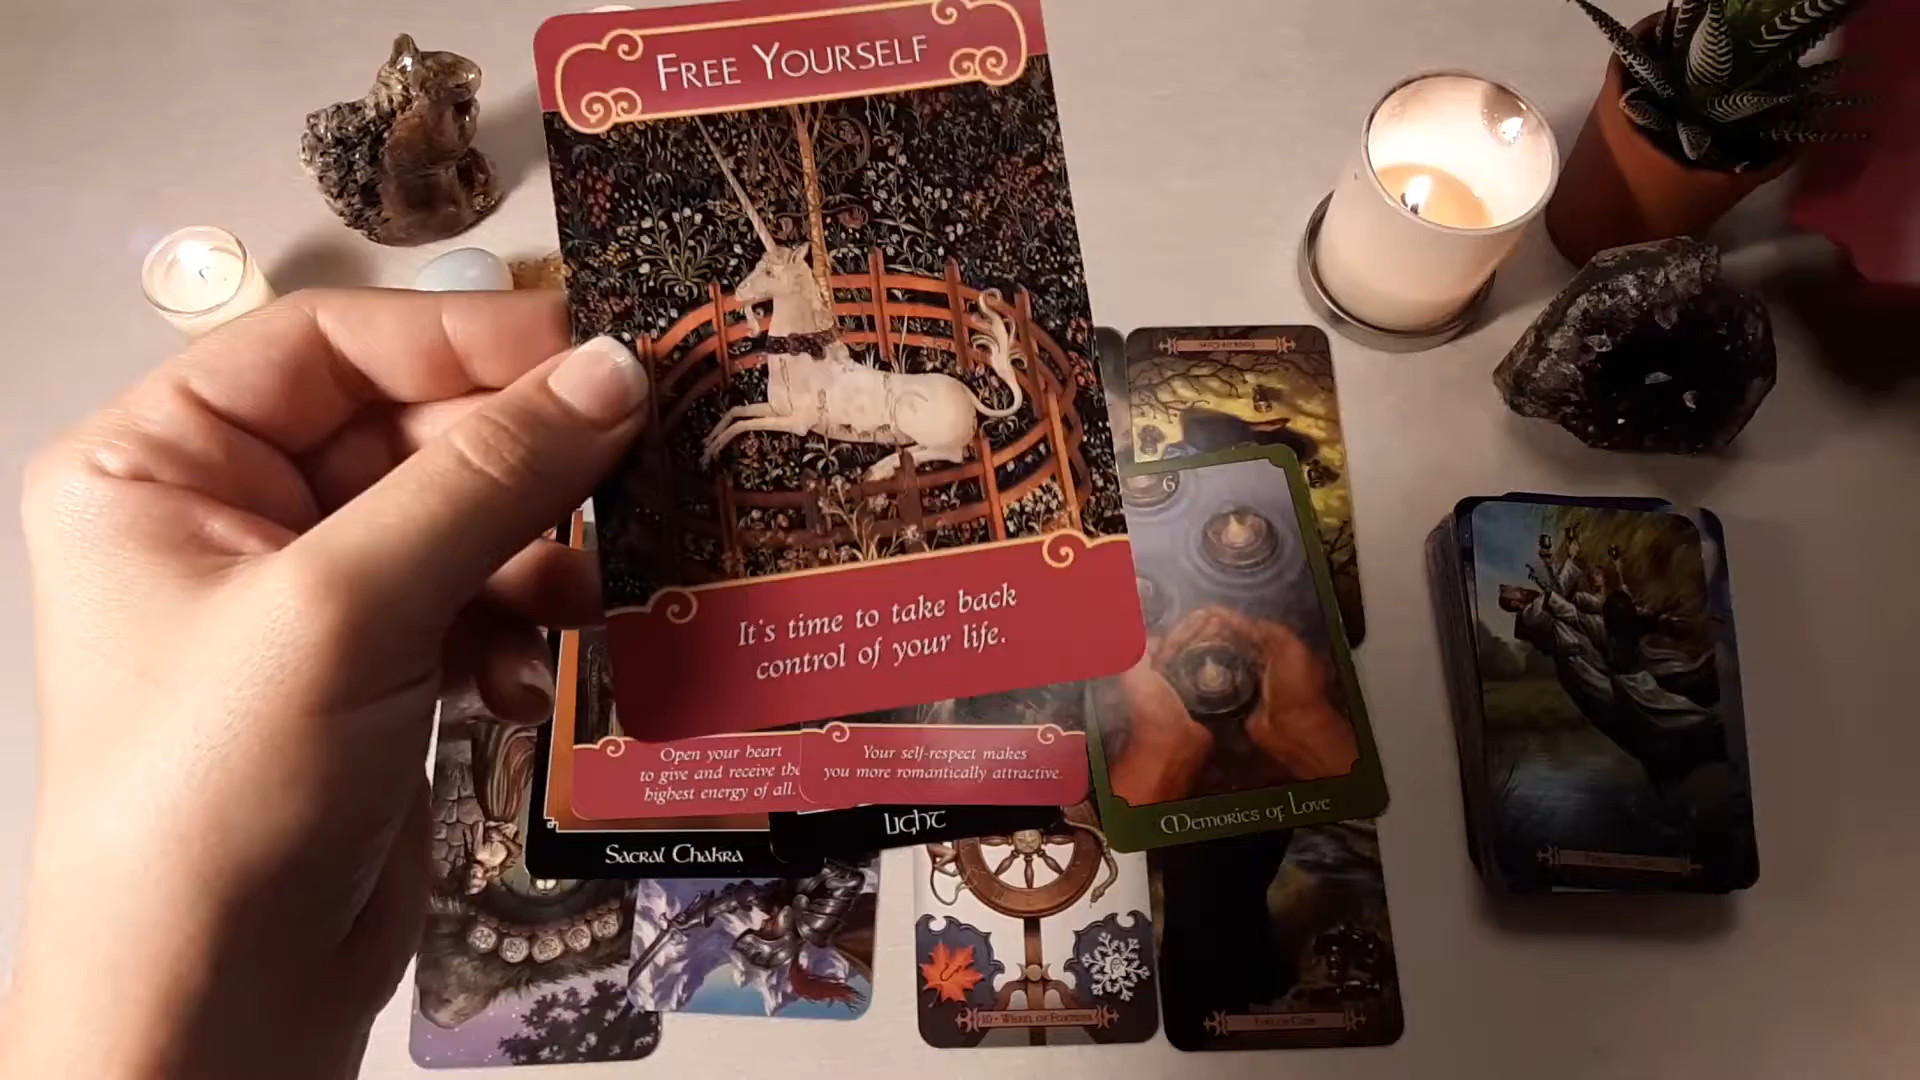 FREE YOURSELF
It's time to take back
control of your life.
6
Open your heart
to give and receive the
highest energy of all.
Your self-respect makes
you more romantically attractive.
Light
Sacral Chakra
Memories of Love
10 • Wheel of Fortune